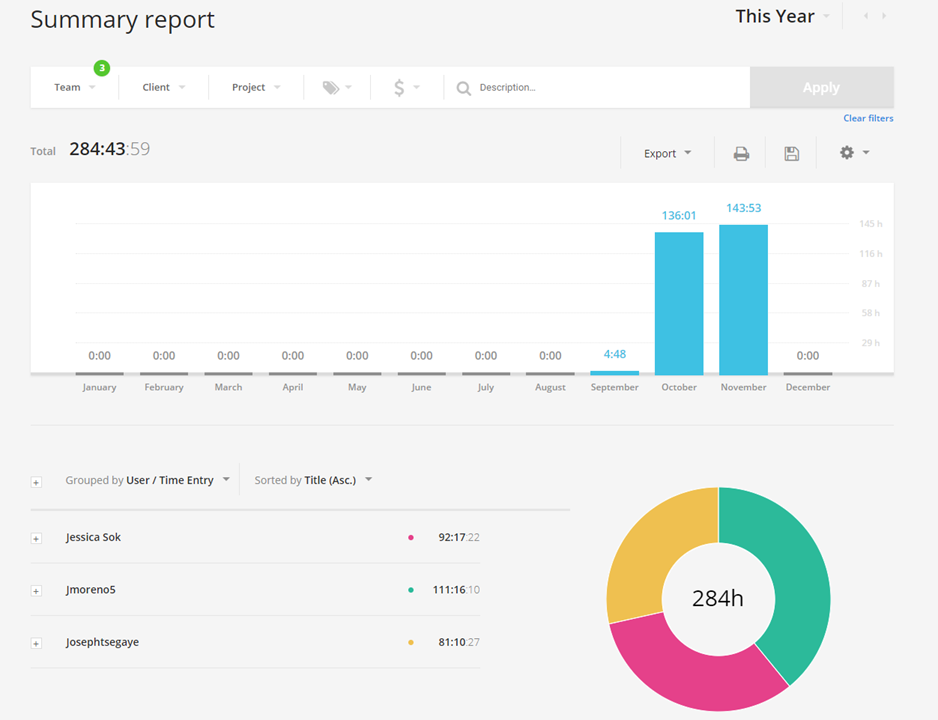 Summary report
This Year
3
Team Client Project $ Description... Apply
Clear filters
Total 284:43:59
Export
136:01 143:53
145 h
116 h
87 h
58 h
29 h
0:00 0:00 0:00 0:00 0:00 0:00 0:00 0:00 4:48 0:00
January February March April May June July August September October November December
Grouped by User / Time Entry Sorted by Title (Asc.)
Jessica Sok 92:17:22
Jmoreno5 111:16:10
Josephtsegaye 81:10:27
284h